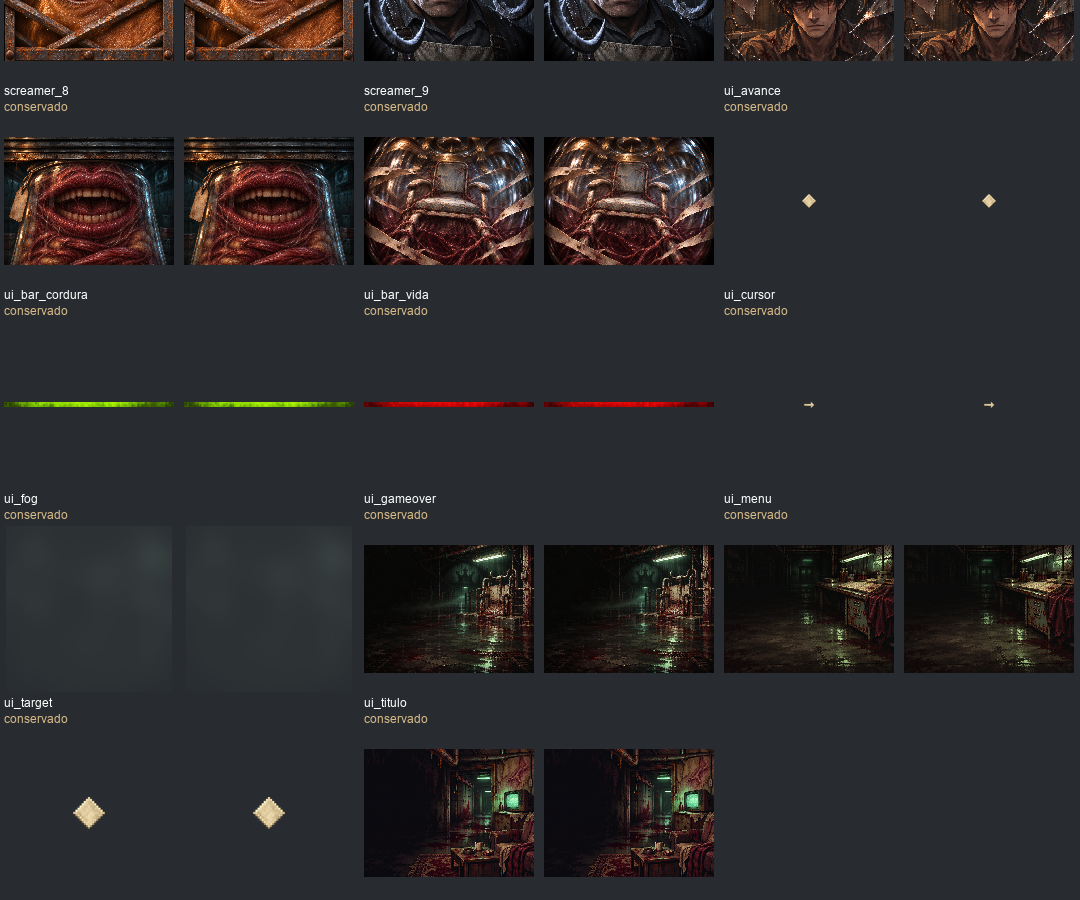 screamer_8
conservado
screamer_9
conservado
ui_avance
conservado
ui_bar_cordura
conservado
ui_bar_vida
conservado
ui_cursor
conservado
ui_fog
conservado
ui_gameover
conservado
ui_menu
conservado
ui_target
conservado
ui_titulo
conservado